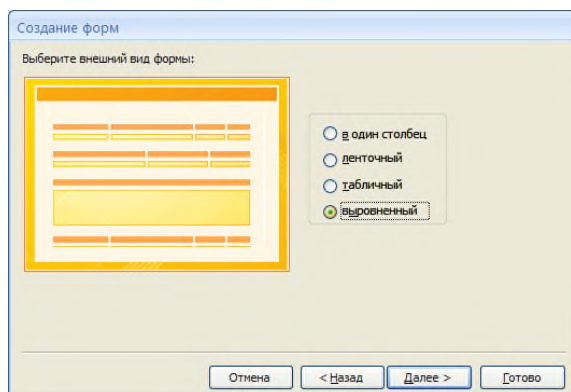 Создание форм
Выберите внешний вид формы:
в один столбец
ленточный
табличный
выровненный
Отмена
< Назад
Далее >
Готово